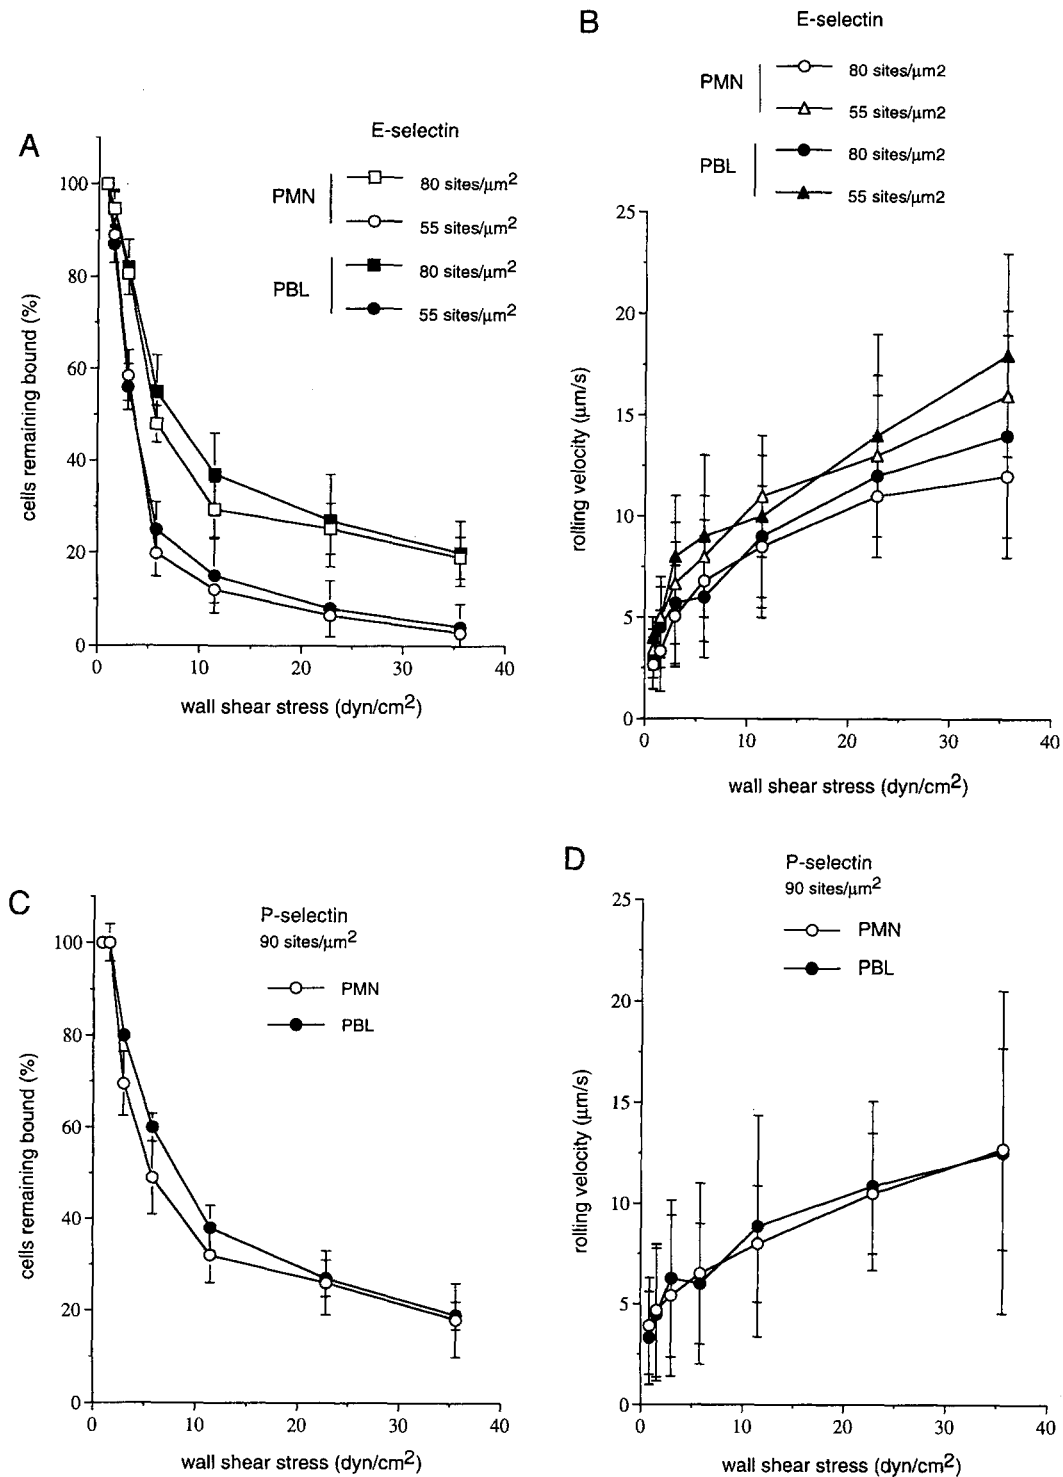 A
E-selectin
PMN
80 sites/μm²
55 sites/μm²
PBL
80 sites/μm²
55 sites/μm²
cells remaining bound (%)
100
80
60
40
20
0
0 10 20 30 40
wall shear stress (dyn/cm²)
B
E-selectin
PMN
80 sites/μm2
55 sites/μm2
PBL
80 sites/μm2
55 sites/μm2
rolling velocity (μm/s)
25
20
15
10
5
0
0 10 20 30 40
wall shear stress (dyn/cm²)
C
P-selectin
90 sites/μm²
PMN
PBL
cells remaining bound (%)
100
80
60
40
20
0
0 10 20 30 40
wall shear stress (dyn/cm²)
D
P-selectin
90 sites/μm²
PMN
PBL
rolling velocity (μm/s)
25
20
15
10
5
0
0 10 20 30 40
wall shear stress (dyn/cm²)